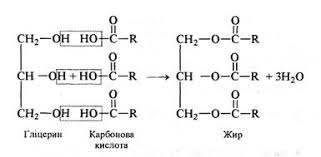 O O
CH₂—OH HO—C—R CH₂—O—C—R
O O
CH—OH + HO—C—R → CH —O—C—R + 3H₂O
O O
CH₂—OH HO—C—R CH₂—O—C—R
Гліцерин Карбонова Жир
кислота